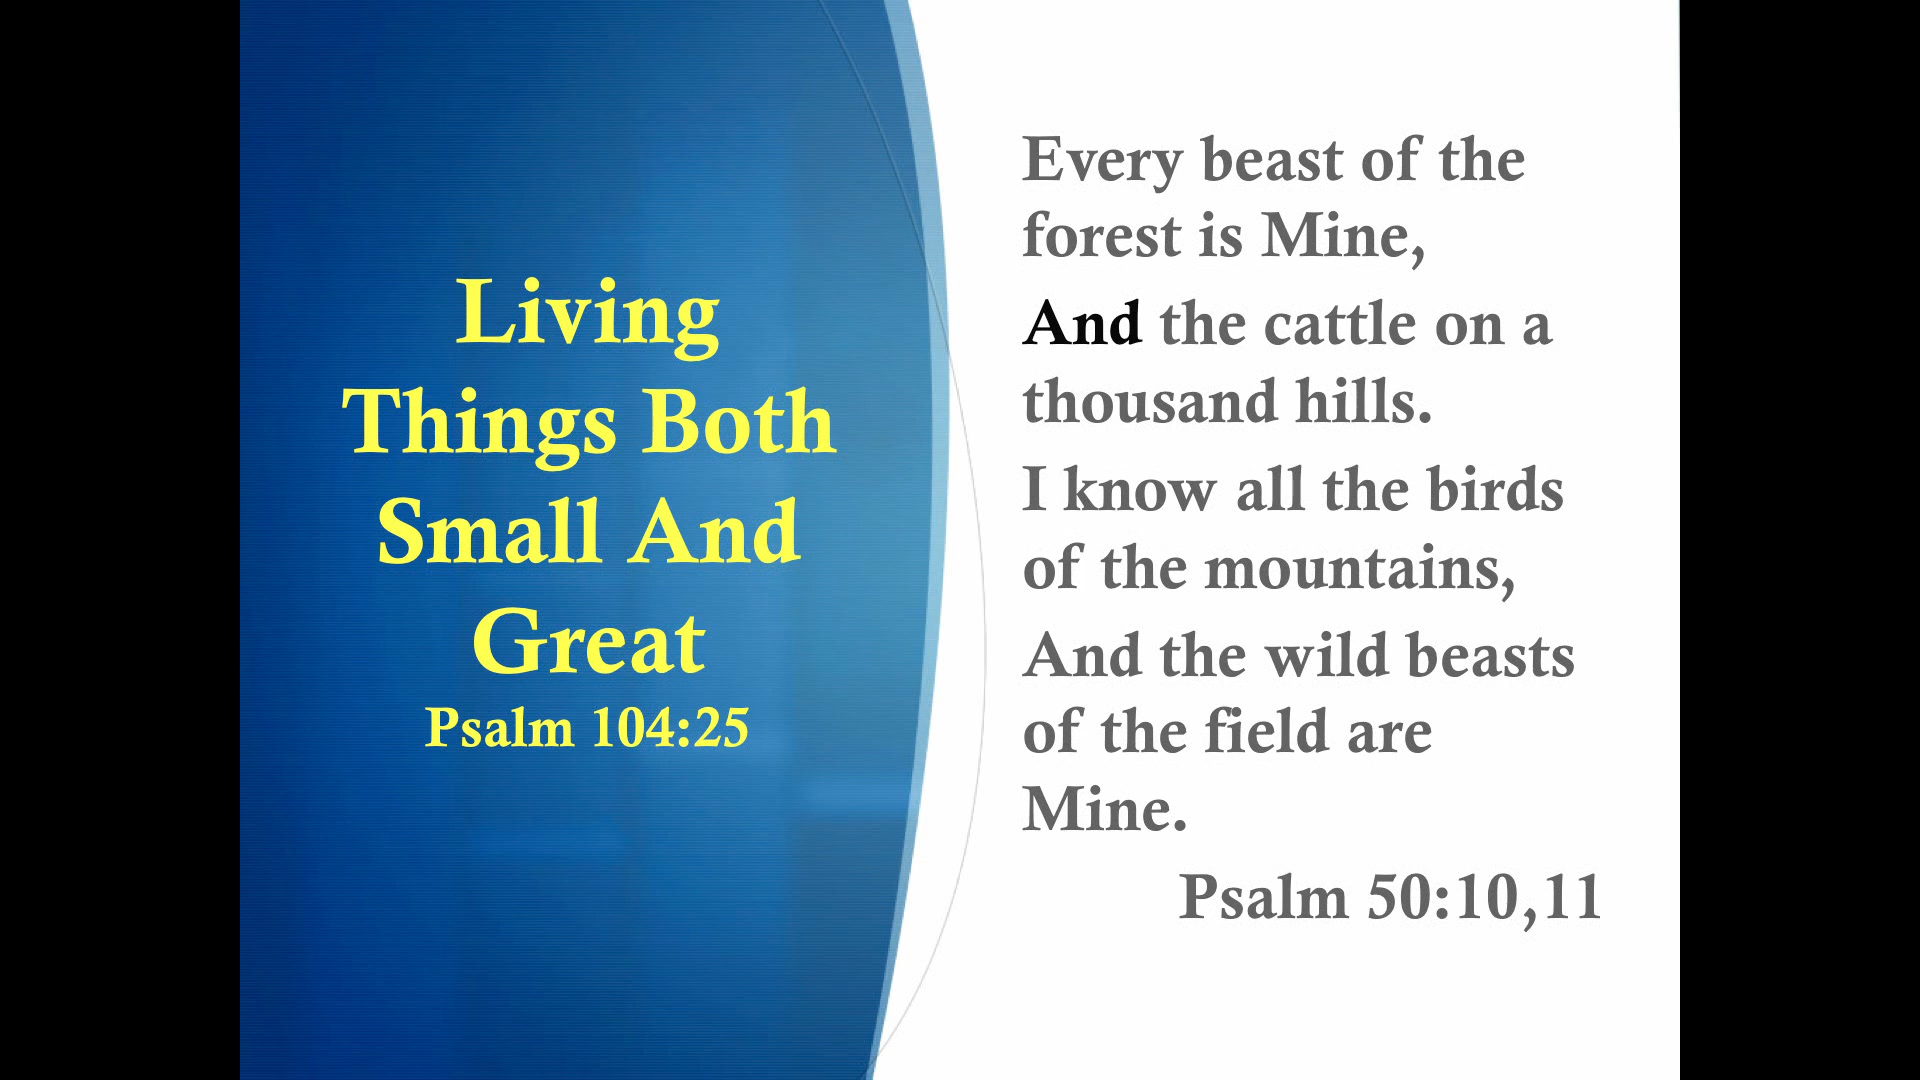 Living
Things Both
Small And
Great
Psalm 104:25
Every beast of the
forest is Mine,
And the cattle on a
thousand hills.
I know all the birds
of the mountains,
And the wild beasts
of the field are
Mine.
Psalm 50:10,11